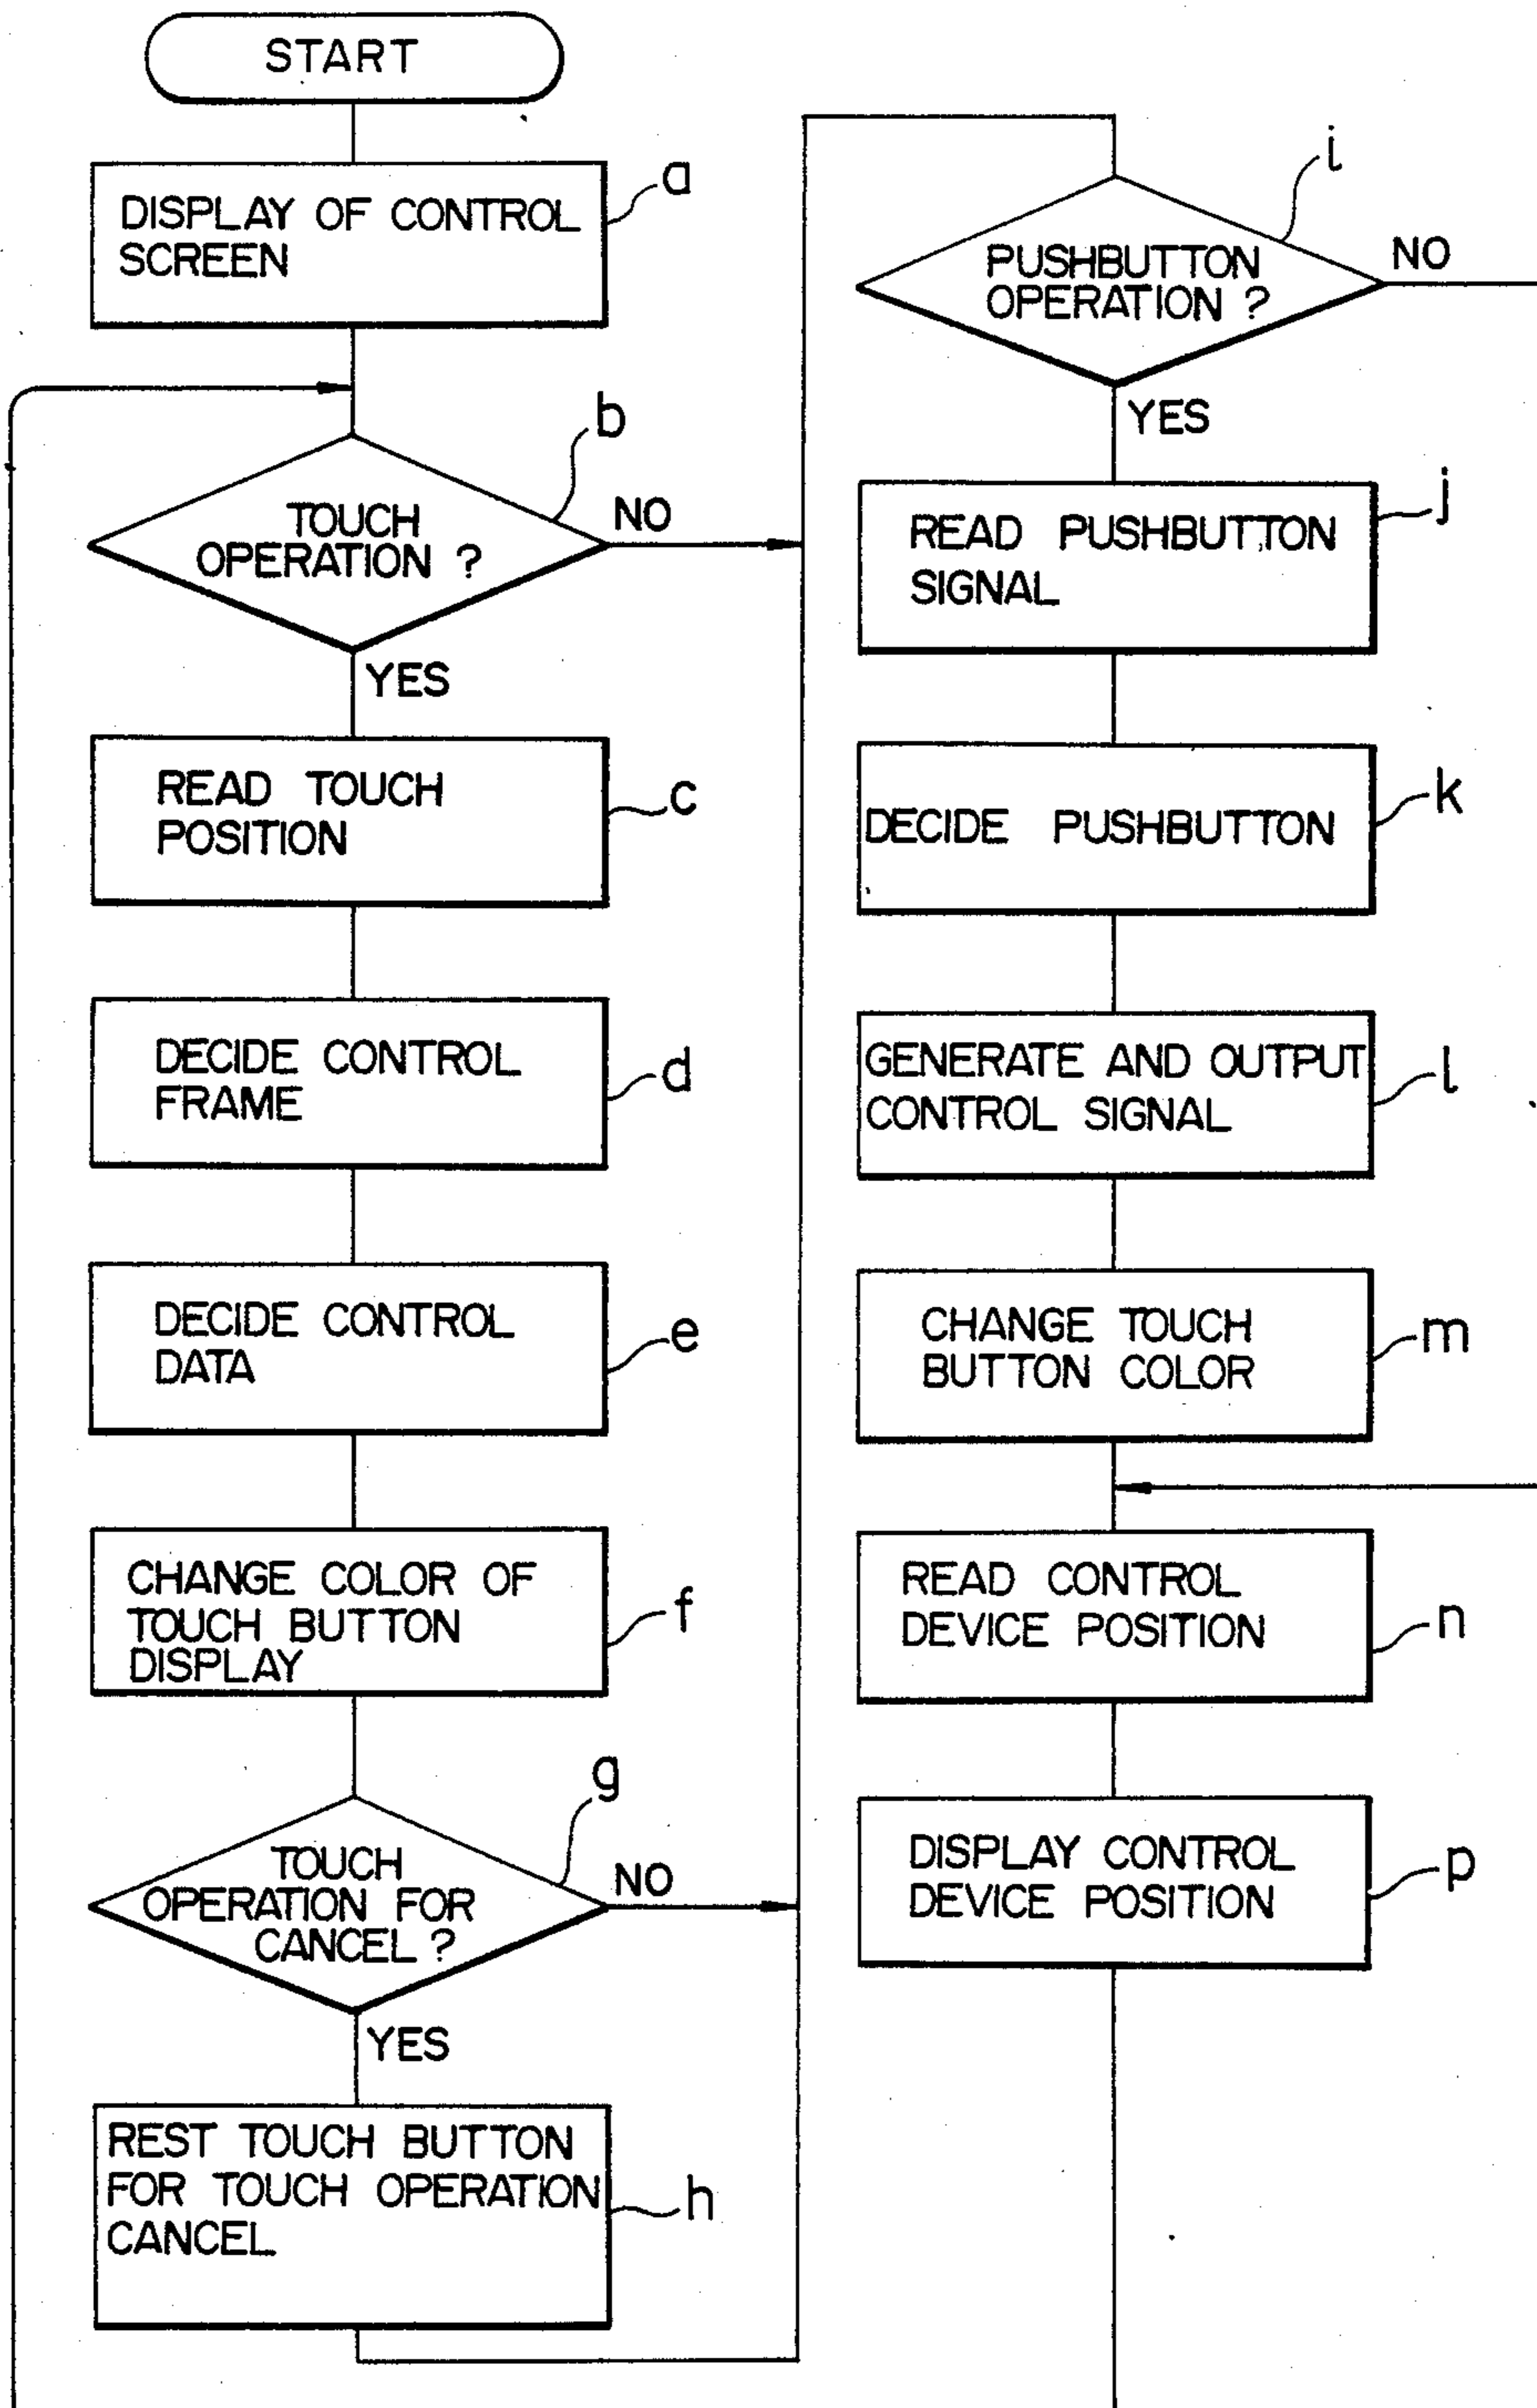 START
DISPLAY OF CONTROL
SCREEN
a
b
TOUCH
OPERATION ?
NO
YES
READ TOUCH
POSITION
c
DECIDE CONTROL
FRAME
d
DECIDE CONTROL
DATA
e
CHANGE COLOR OF
TOUCH BUTTON
DISPLAY
f
g
TOUCH
OPERATION FOR
CANCEL ?
NO
YES
REST TOUCH BUTTON
FOR TOUCH OPERATION
CANCEL
h
i
PUSHBUTTON
OPERATION ?
NO
YES
READ PUSHBUTTON
SIGNAL
j
DECIDE PUSHBUTTON
k
GENERATE AND OUTPUT
CONTROL SIGNAL
l
CHANGE TOUCH
BUTTON COLOR
m
READ CONTROL
DEVICE POSITION
n
DISPLAY CONTROL
DEVICE POSITION
p